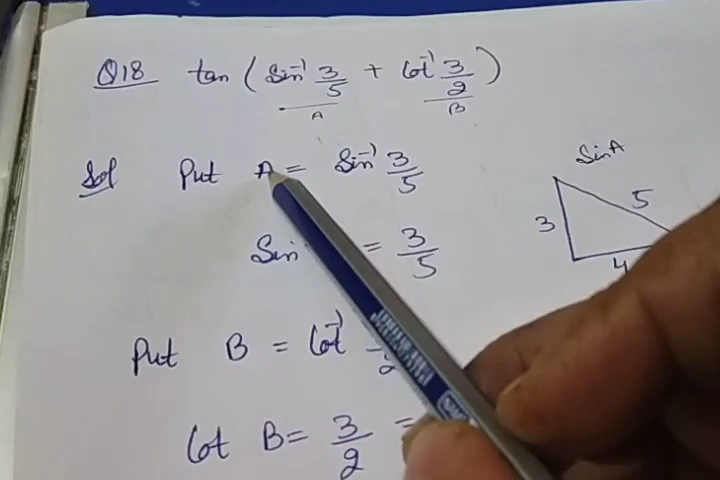 Q18 tan ( Sin⁻¹ 3/5 + Cot⁻¹ 3/2 )
A B
Sol Put A = Sin⁻¹ 3/5
SinA
3 5
4
Sin = 3/5
Put B = Cot⁻¹ 2
Cot B = 3/2 =